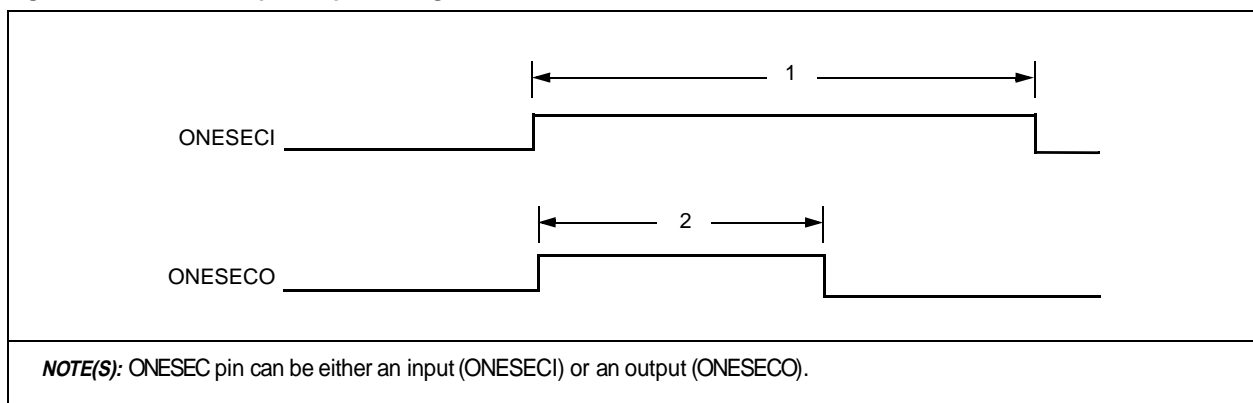 1
ONESECI
2
ONESECO
NOTE(S): ONESEC pin can be either an input (ONESECI) or an output (ONESECO).